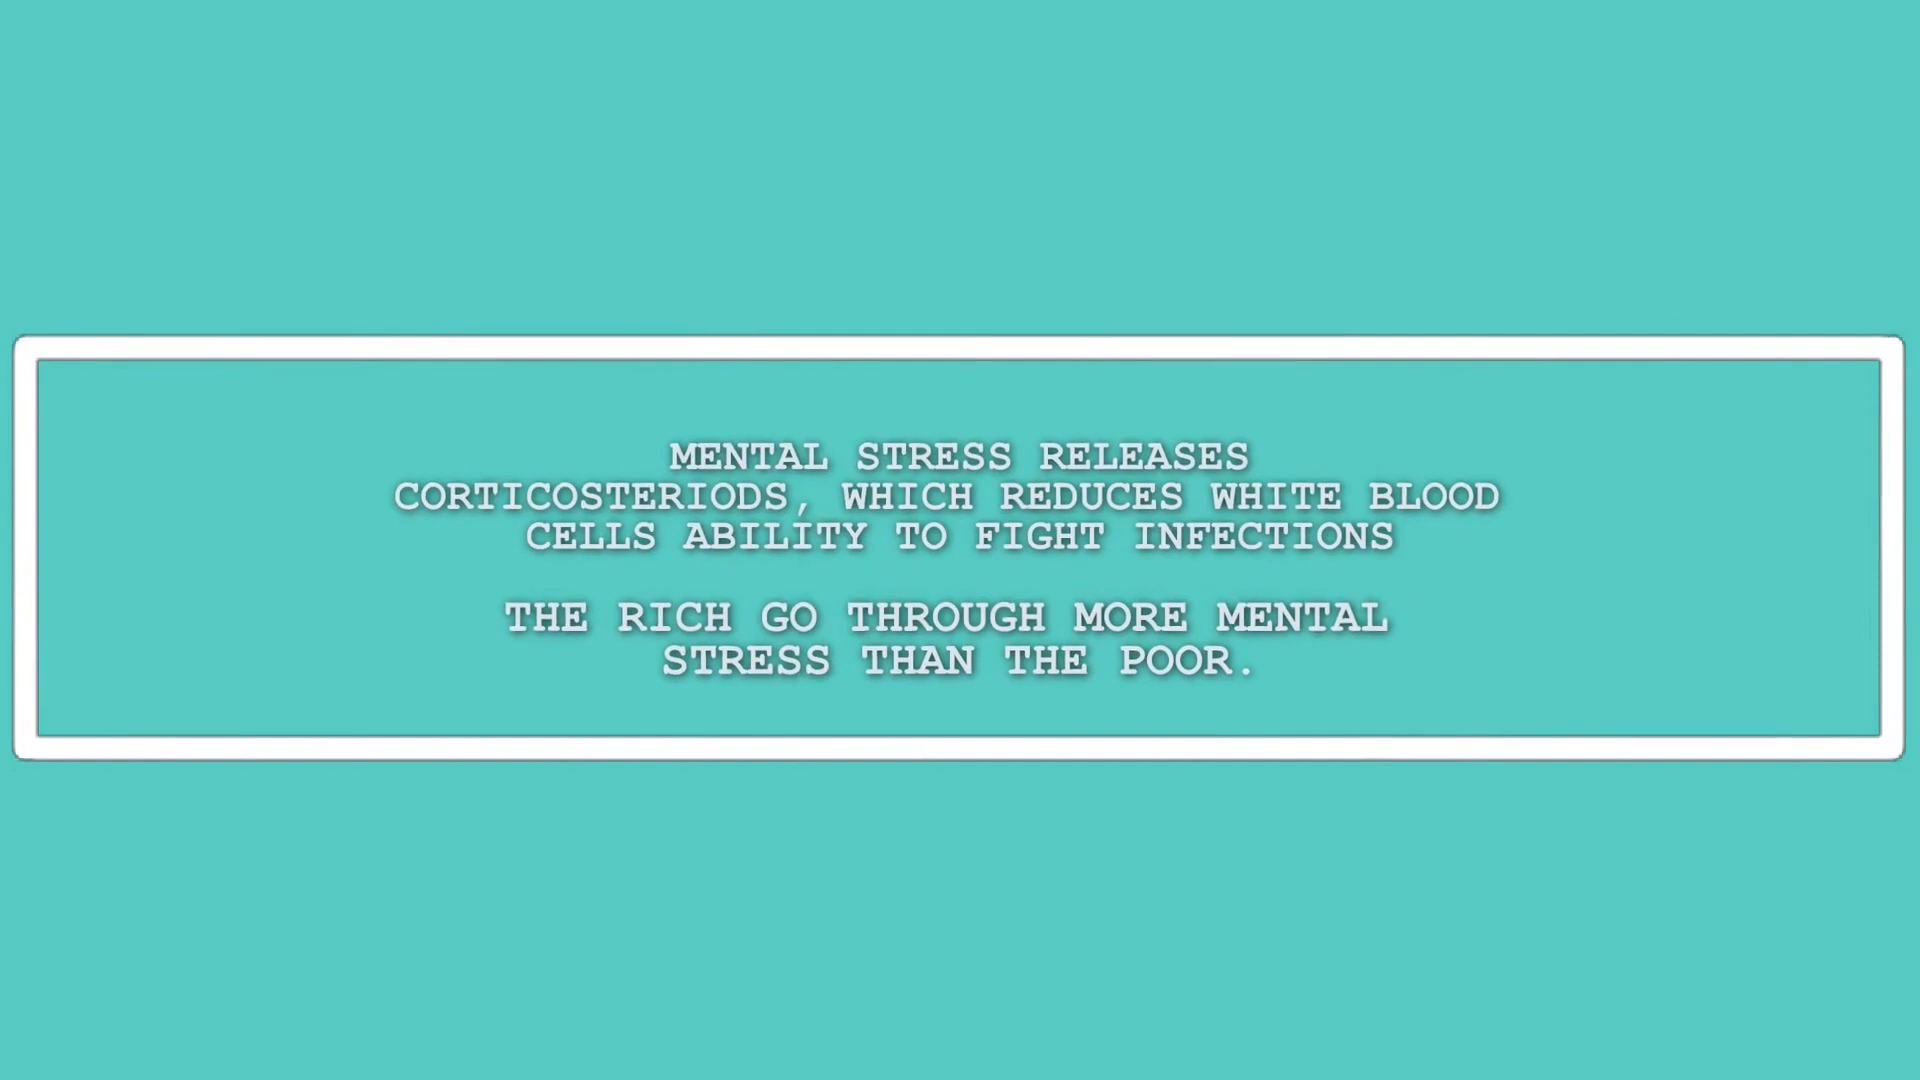 MENTAL STRESS RELEASES
CORTICOSTERIODS, WHICH REDUCES WHITE BLOOD
CELLS ABILITY TO FIGHT INFECTIONS
THE RICH GO THROUGH MORE MENTAL
STRESS THAN THE POOR.